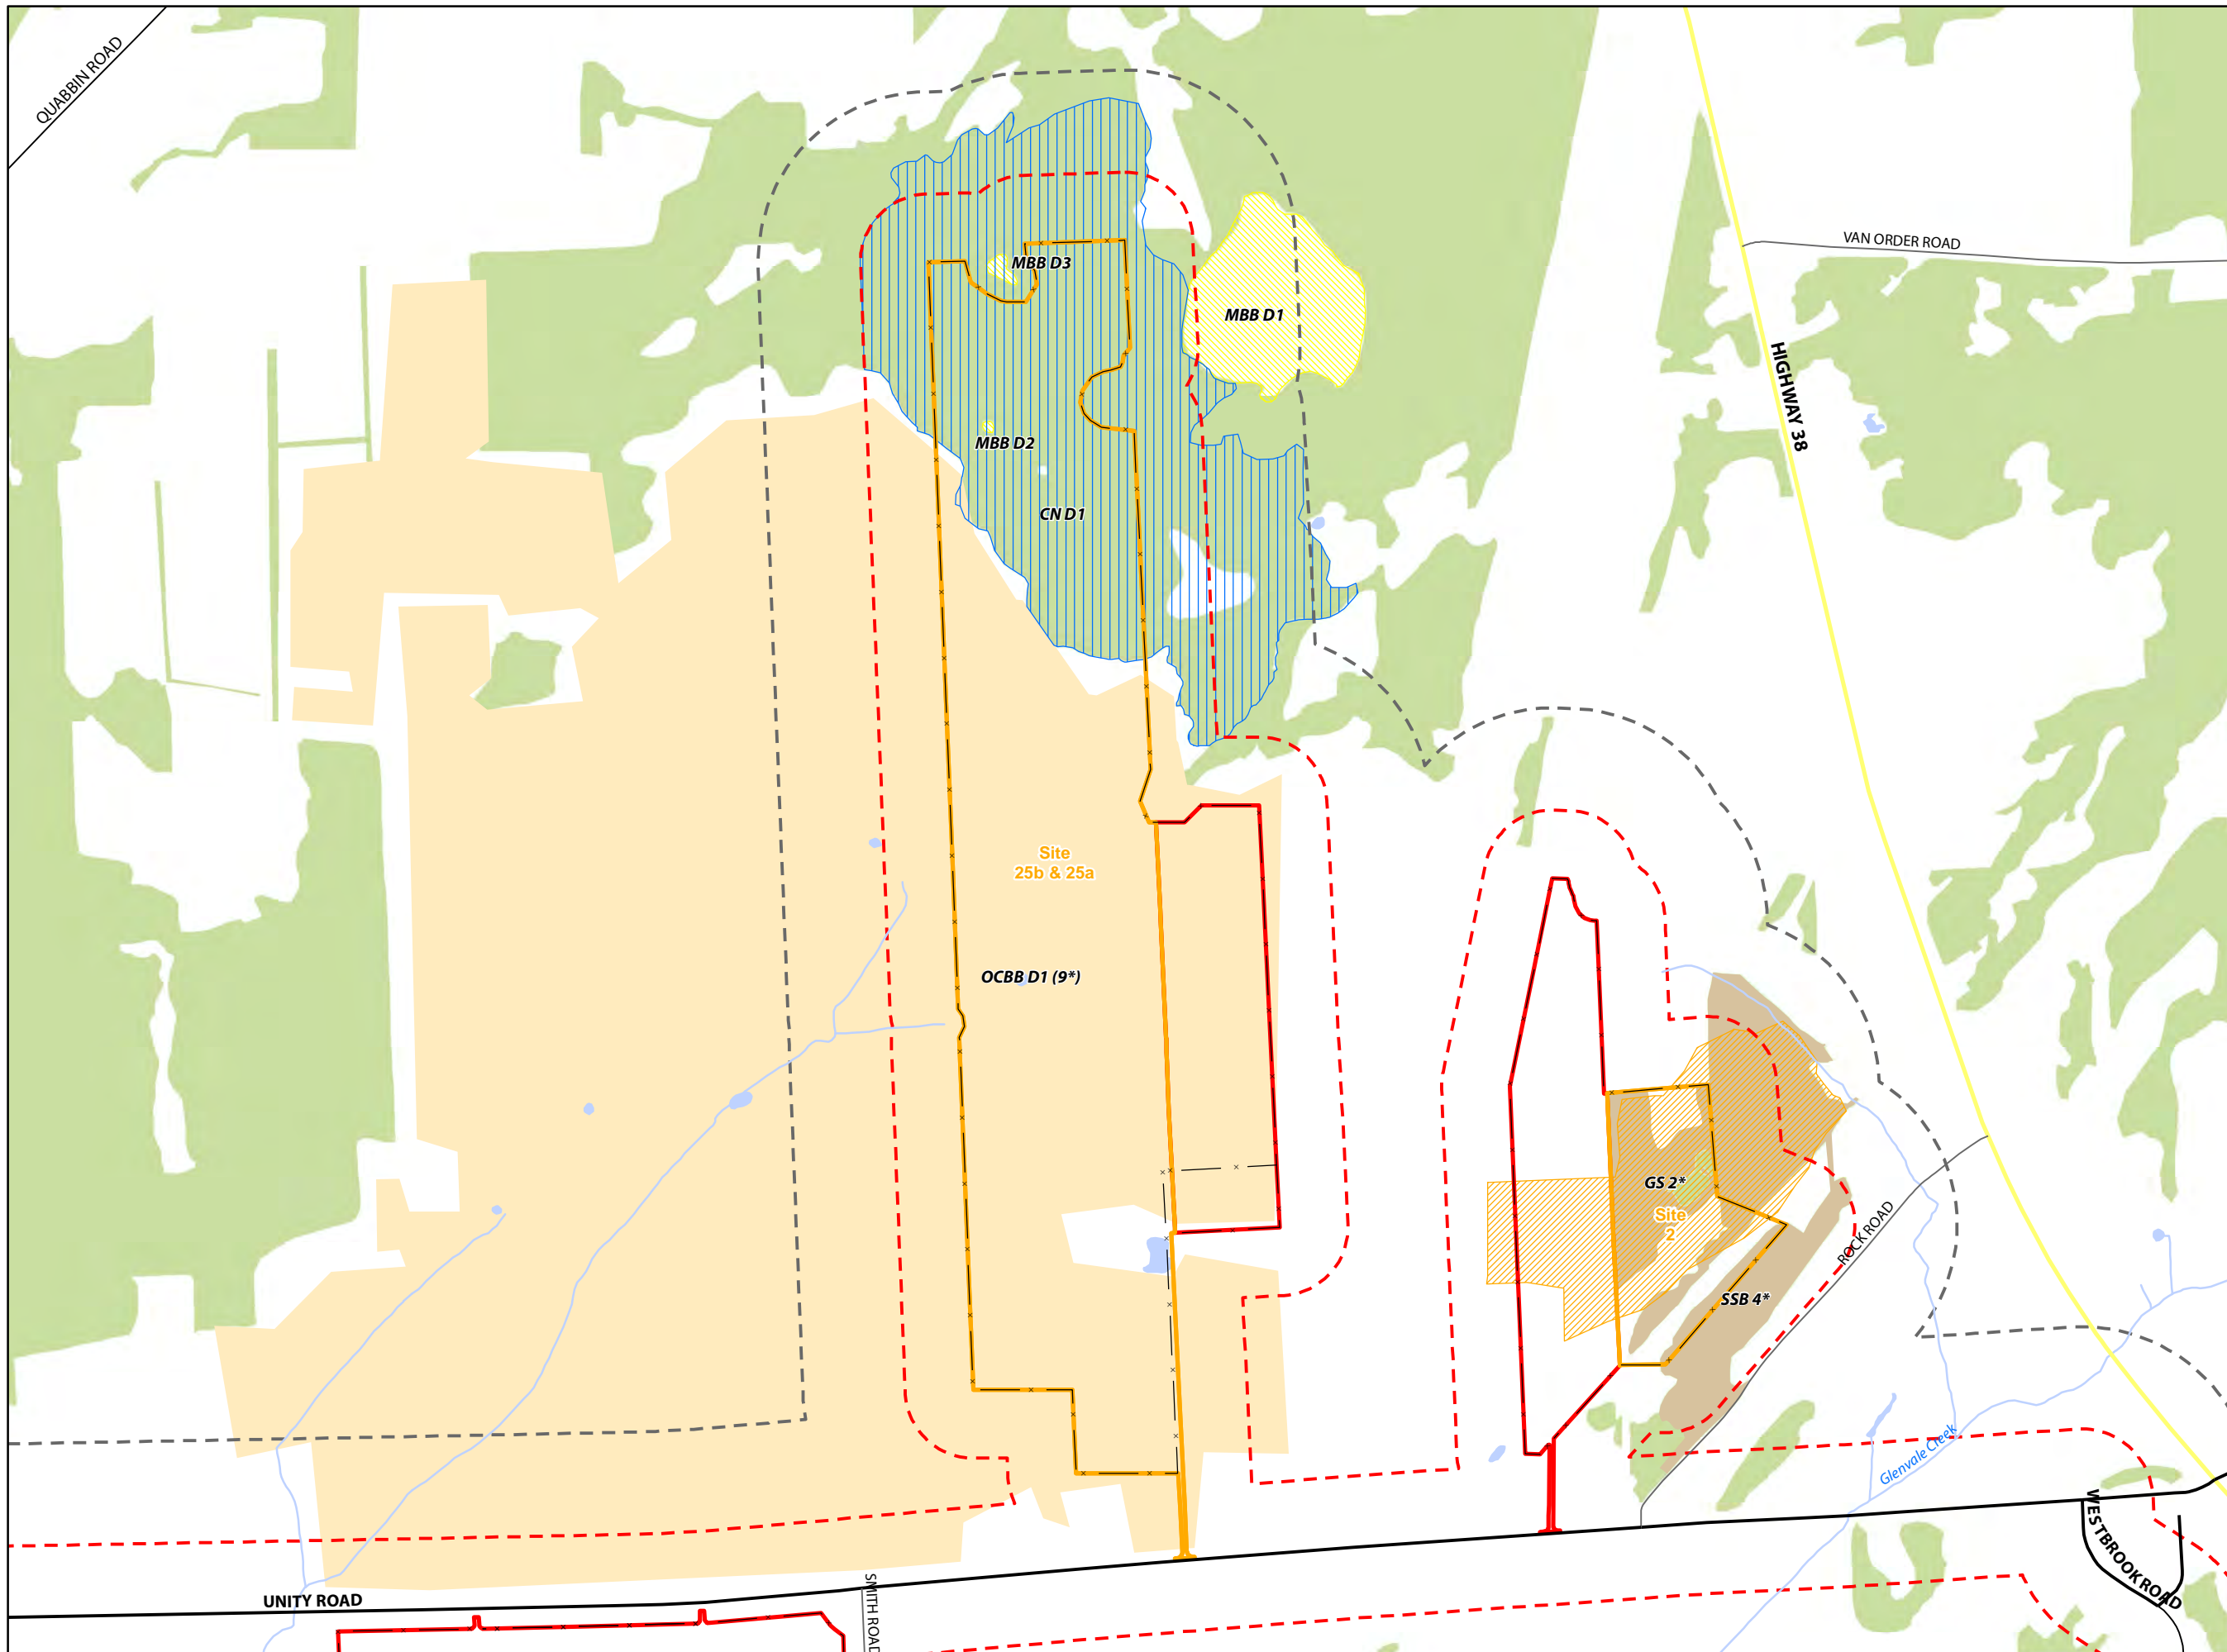 QUABBIN ROAD
VAN ORDER ROAD
MBB D3
MBB D1
HIGHWAY 38
MBB D2
CN D1
Site
25b & 25a
OCBB D1 (9*)
GS 2*
Site
2
ROCK ROAD
SSB 4*
Glenvale Creek
WESTBROOK ROAD
UNITY ROAD
SMITH ROAD